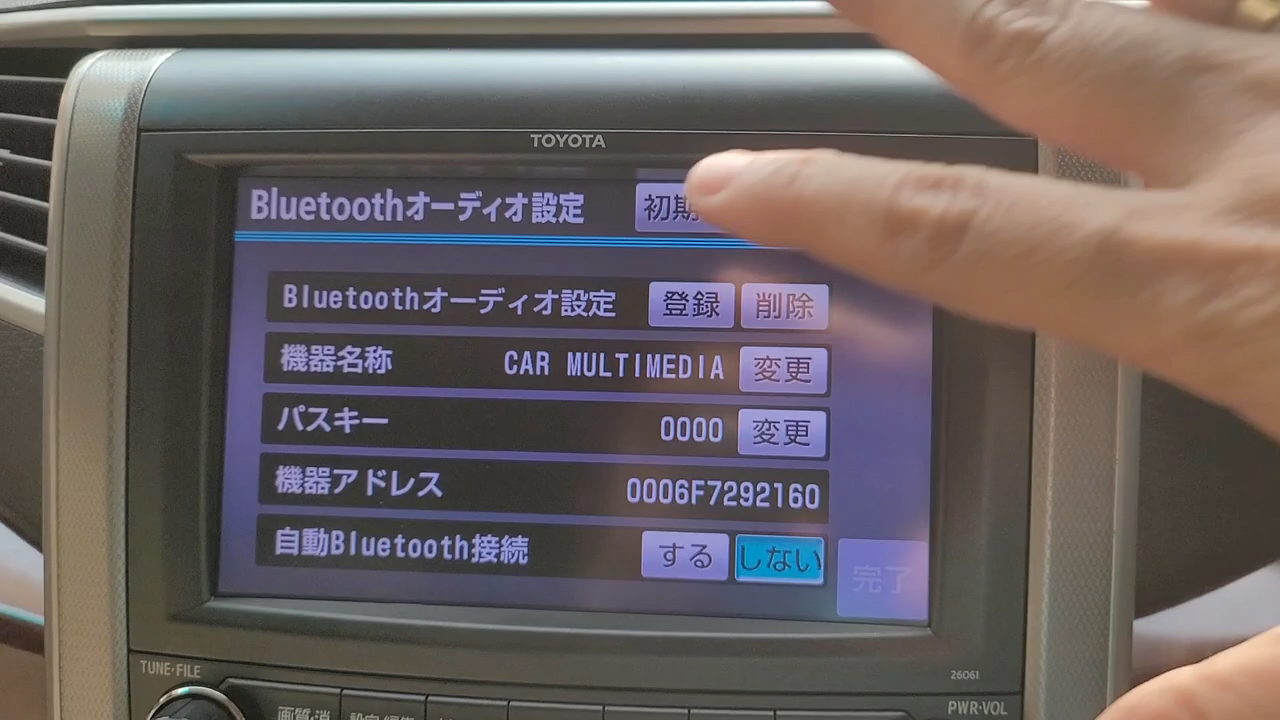 TOYOTA
Bluetoothオーディオ設定 初期
Bluetoothオーディオ設定 登録 削除
機器名称 CAR MULTIMEDIA 変更
パスキー 0000 変更
機器アドレス 0006F7292160
自動Bluetooth接続 する しない
完了
TUNE・FILE
26061
画質・消
PWR・VOL